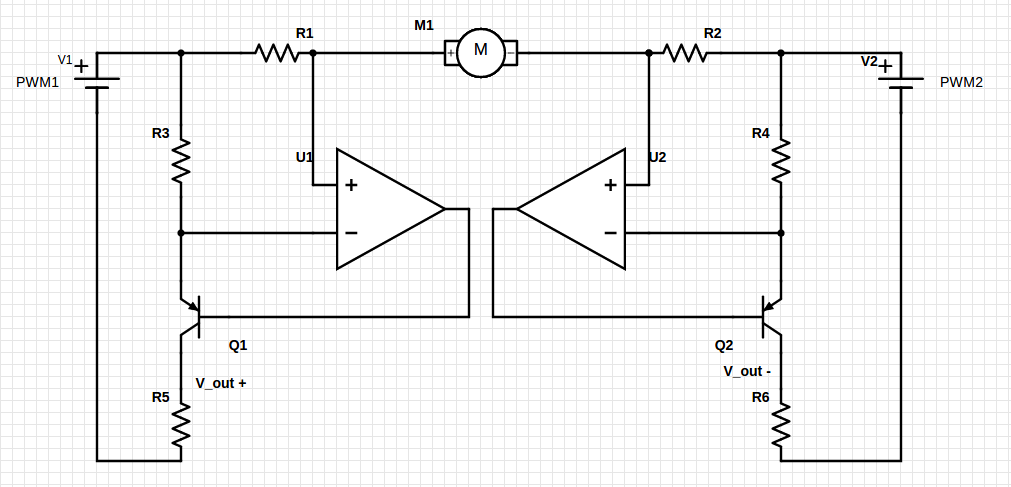 M1
R1
R2
M
V1
V2
PWM1
PWM2
R3
R4
U1
U2
Q1
Q2
V_out +
V_out -
R5
R6